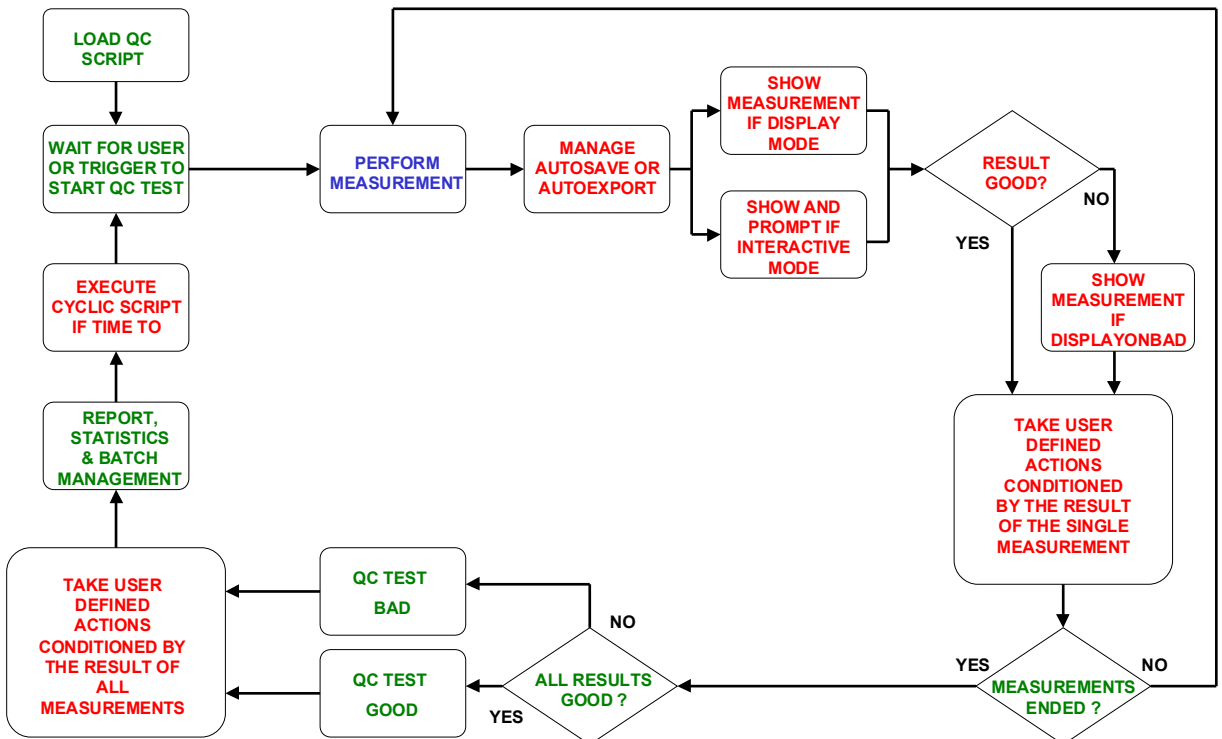 LOAD QC
SCRIPT
WAIT FOR USER
OR TRIGGER TO
START QC TEST
PERFORM
MEASUREMENT
MANAGE
AUTOSAVE OR
AUTOEXPORT
SHOW
MEASUREMENT
IF DISPLAY
MODE
SHOW AND
PROMPT IF
INTERACTIVE
MODE
RESULT
GOOD?
NO
YES
SHOW
MEASUREMENT
IF
DISPLAYONBAD
EXECUTE
CYCLIC SCRIPT
IF TIME TO
REPORT,
STATISTICS
& BATCH
MANAGEMENT
TAKE USER
DEFINED
ACTIONS
CONDITIONED
BY THE RESULT
OF THE SINGLE
MEASUREMENT
TAKE USER
DEFINED
ACTIONS
CONDITIONED BY
THE RESULT OF
ALL
MEASUREMENTS
QC TEST
BAD
QC TEST
GOOD
NO
ALL RESULTS
GOOD ?
YES
YES
NO
MEASUREMENTS
ENDED ?